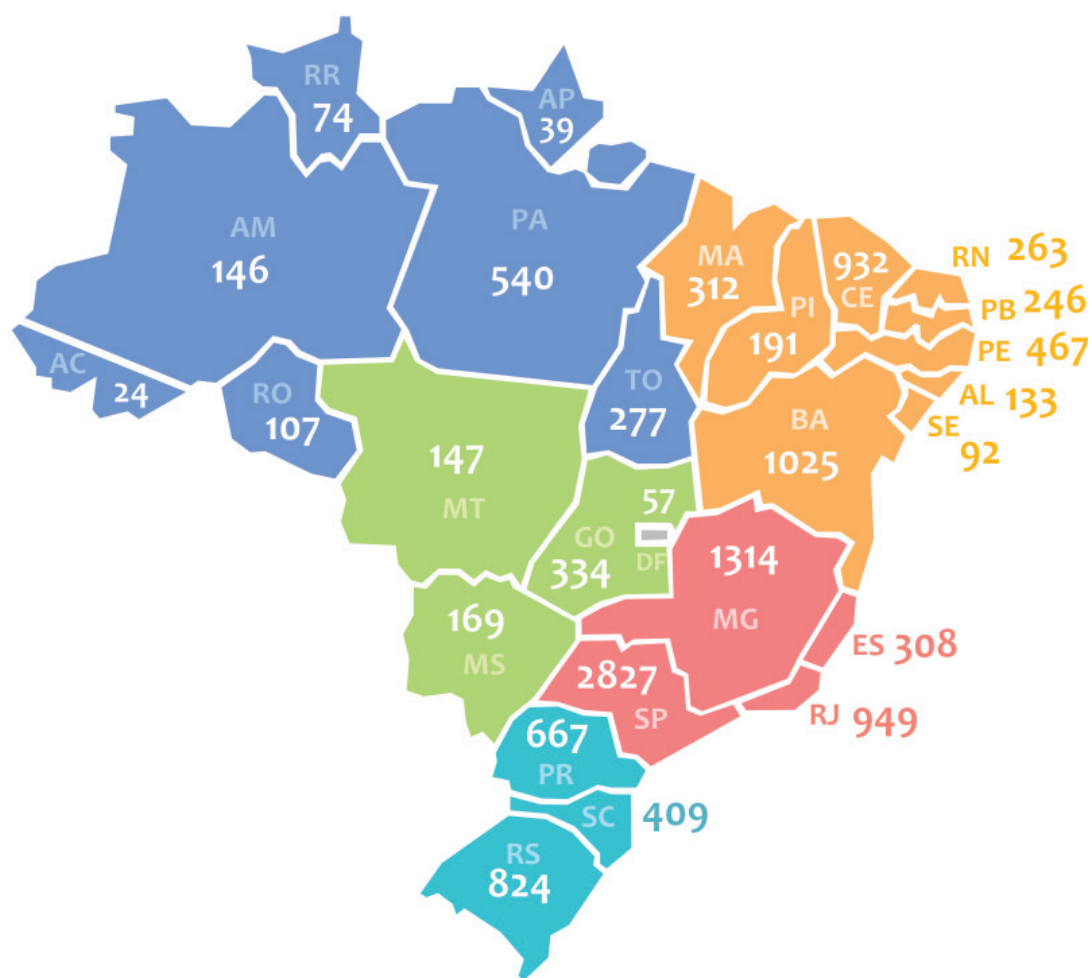 RR
74
AP
39
AM
146
PA
540
MA
312
932
CE
RN 263
PB 246
PI
191
PE 467
AC
24
RO
107
TO
277
AL 133
SE
92
BA
1025
147
MT
57
GO
334
DF
1314
MG
169
MS
ES 308
2827
SP
RJ 949
667
PR
SC 409
RS
824